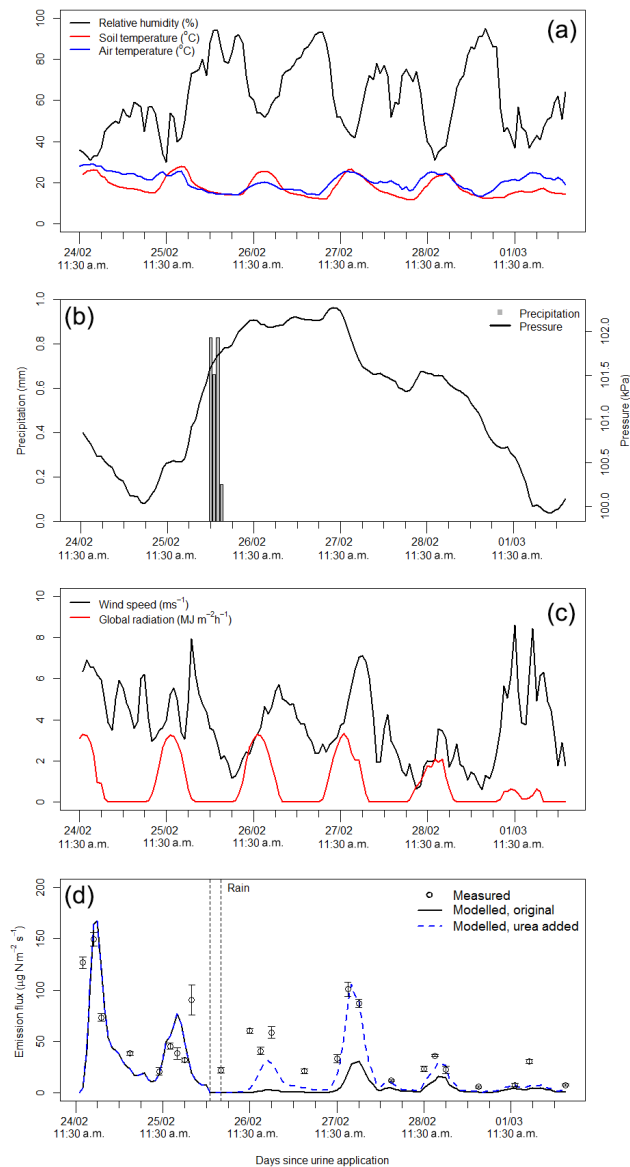 (a)
Relative humidity (%)
Soil temperature (°C)
Air temperature (°C)
100
80
60
40
20
0
24/02 25/02 26/02 27/02 28/02 01/03
11:30 a.m. 11:30 a.m. 11:30 a.m. 11:30 a.m. 11:30 a.m. 11:30 a.m.
(b)
Precipitation
Pressure
Precipitation (mm)
1.0
0.8
0.6
0.4
0.2
0.0
Pressure (kPa)
102.0
101.5
101.0
100.5
100.0
24/02 25/02 26/02 27/02 28/02 01/03
11:30 a.m. 11:30 a.m. 11:30 a.m. 11:30 a.m. 11:30 a.m. 11:30 a.m.
(c)
Wind speed (ms⁻¹)
Global radiation (MJ m⁻²h⁻¹)
10
8
6
4
2
0
24/02 25/02 26/02 27/02 28/02 01/03
11:30 a.m. 11:30 a.m. 11:30 a.m. 11:30 a.m. 11:30 a.m. 11:30 a.m.
(d)
Rain
Measured
Modelled, original
Modelled, urea added
Emission flux (µg N m⁻² s⁻¹)
200
150
100
50
0
24/02 25/02 26/02 27/02 28/02 01/03
11:30 a.m. 11:30 a.m. 11:30 a.m. 11:30 a.m. 11:30 a.m. 11:30 a.m.
Days since urine application